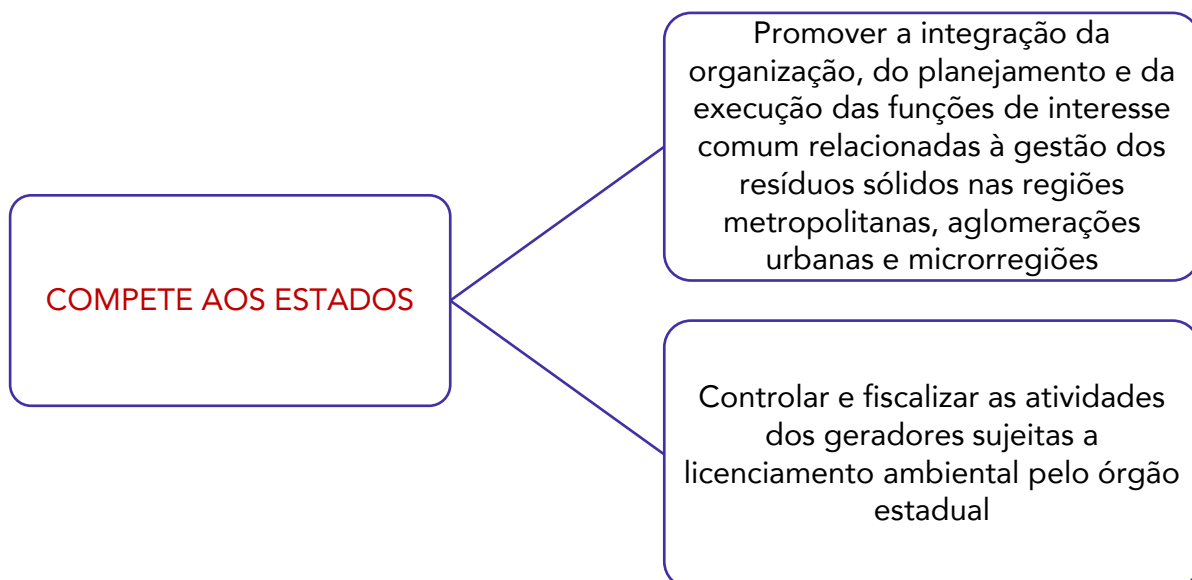 Promover a integração da
organização, do planejamento e da
execução das funções de interesse
comum relacionadas à gestão dos
resíduos sólidos nas regiões
metropolitanas, aglomerações
urbanas e microrregiões
COMPETE AOS ESTADOS
Controlar e fiscalizar as atividades
dos geradores sujeitas a
licenciamento ambiental pelo órgão
estadual